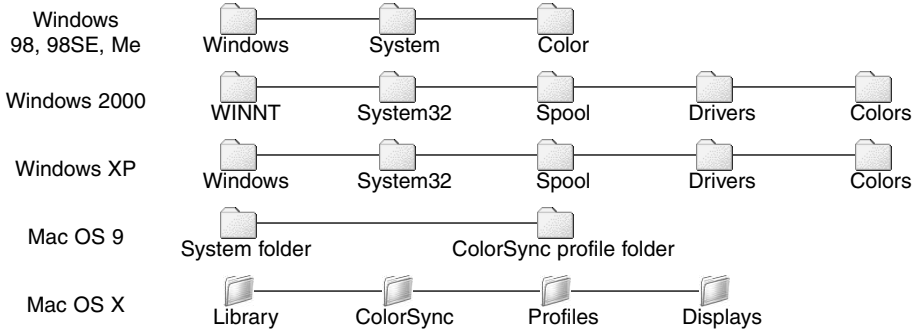 Windows
98, 98SE, Me
Windows System Color
Windows 2000
WINNT System32 Spool Drivers Colors
Windows XP
Windows System32 Spool Drivers Colors
Mac OS 9
System folder ColorSync profile folder
Mac OS X
Library ColorSync Profiles Displays